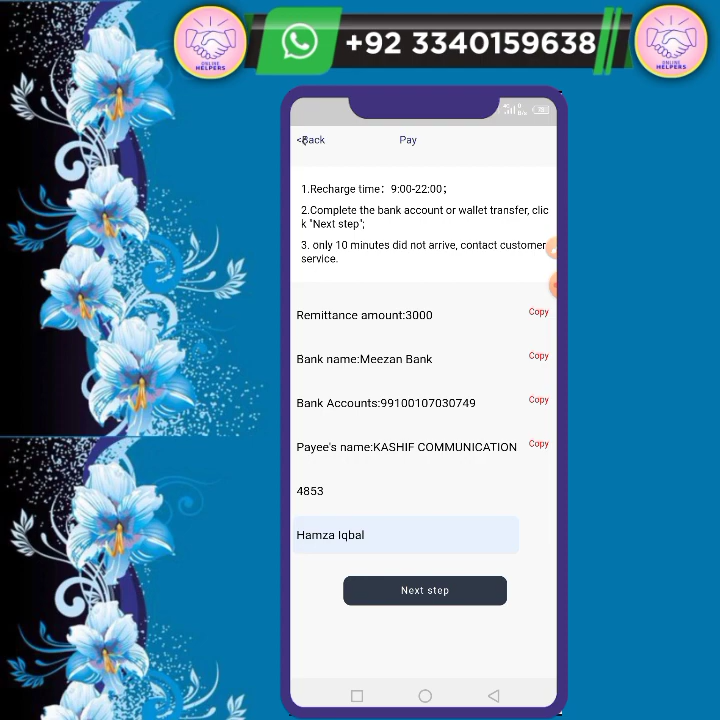 ONLINE
HELPERS
+92 3340159638
ONLINE
HELPERS
<Back
Pay
1.Recharge time：9:00-22:00；
2.Complete the bank account or wallet transfer, clic
k "Next step";
3. only 10 minutes did not arrive, contact customer
service.
Remittance amount:3000
Copy
Bank name:Meezan Bank
Copy
Bank Accounts:99100107030749
Copy
Payee's name:KASHIF COMMUNICATION
Copy
4853
Hamza Iqbal
Next step